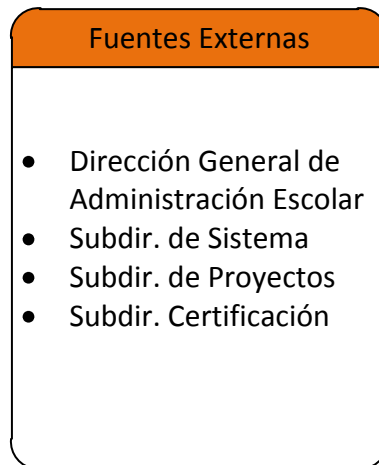 Fuentes Externas
• Dirección General de
Administración Escolar
• Subdir. de Sistema
• Subdir. de Proyectos
• Subdir. Certificación